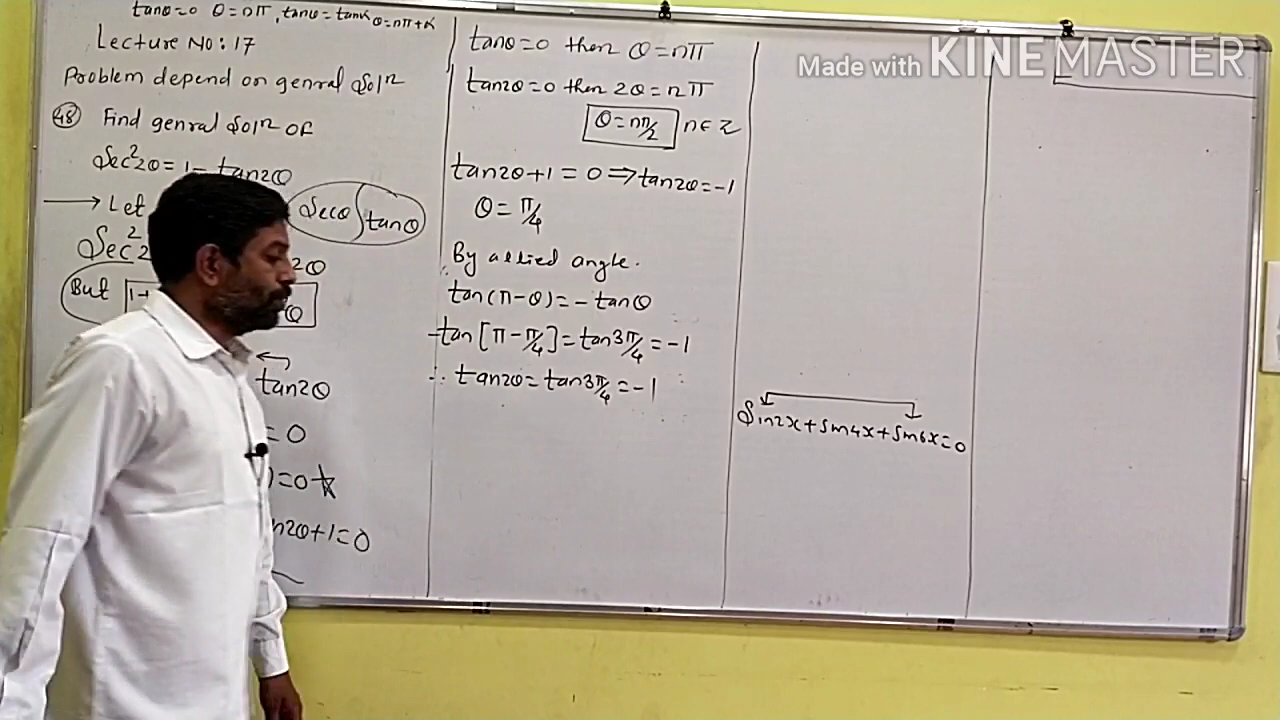 tanθ=0 θ=nπ, tanθ=tanα θ=nπ+α
Lecture No: 17
Problem depend on genral Solⁿ
48 Find genral Solⁿ of
Sec²2θ = 1 - tan2θ
→ Let
Secθ tanθ
Sec²2 2θ
But 1+ θ
tan2θ
= 0
)=0
n2θ+1=0
tanθ=0 then θ=nπ
tan2θ=0 then 2θ=nπ
θ=nπ/2 n∈Z
tan2θ+1=0 ⇒ tan2θ=-1
θ = π/4
By allied angle.
tan(π-θ)=-tanθ
tan[π-π/4]=tan3π/4=-1
∴ tan2θ=tan3π/4=-1
Sin2x+Sin4x+Sin6x=0
Made with KINEMASTER